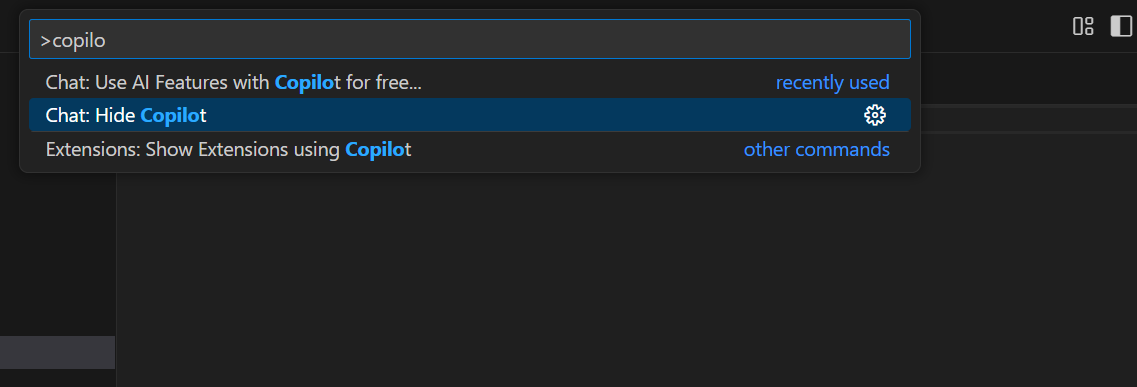 >copilo
Chat: Use AI Features with Copilot for free... recently used
Chat: Hide Copilot
Extensions: Show Extensions using Copilot other commands